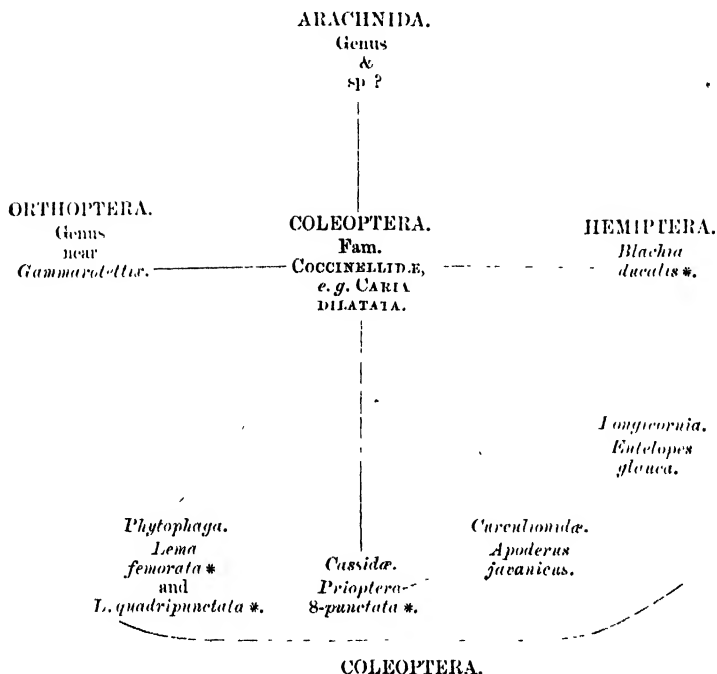 ARACHNIDA.
Genus
&
sp ?
ORTHOPTERA.
Genus
near
Gammarotettix.
COLEOPTERA.
Fam.
COCCINELLIDÆ,
e. g. CARIA
DILATATA.
HEMIPTERA.
Blachia
ducalis *.
Longicornia.
Entelopes
glauca.
Phytophaga.
Lema
femorata *
and
L. quadripunctata *.
Cassidæ.
Prioptera
8-punctata *.
Curculionidæ.
Apoderus
javanicus.
COLEOPTERA.